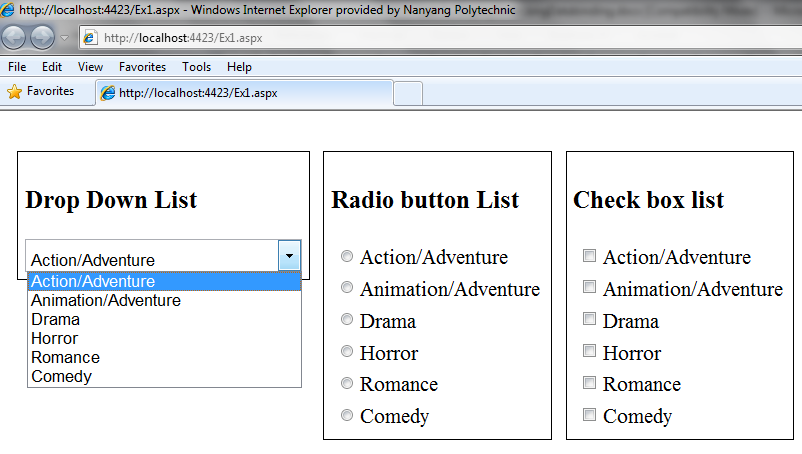 http://localhost:4423/Ex1.aspx - Windows Internet Explorer provided by Nanyang Polytechnic
http://localhost:4423/Ex1.aspx
File Edit View Favorites Tools Help
Favorites http://localhost:4423/Ex1.aspx
Drop Down List
Action/Adventure
Action/Adventure
Animation/Adventure
Drama
Horror
Romance
Comedy
Radio button List
Action/Adventure
Animation/Adventure
Drama
Horror
Romance
Comedy
Check box list
Action/Adventure
Animation/Adventure
Drama
Horror
Romance
Comedy